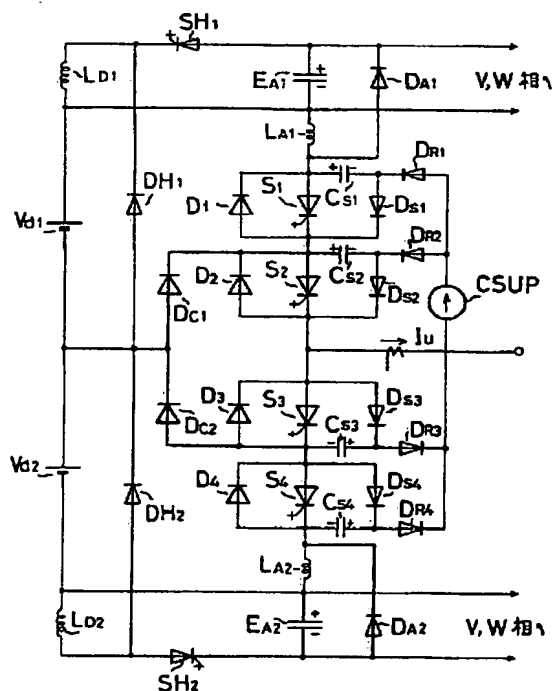 SH1
LD1
EA1
DA1
V,W相へ
LA1
DR1
DH1
D1
S1
CS1
DS1
Vd1
DR2
D2
S2
CS2
DS2
CSUP
DC1
Iu
D3
S3
DS3
DC2
CS3
DR3
Vd2
D4
S4
DS4
DH2
CS4
DR4
LA2
LD2
EA2
DA2
V,W相へ
SH2